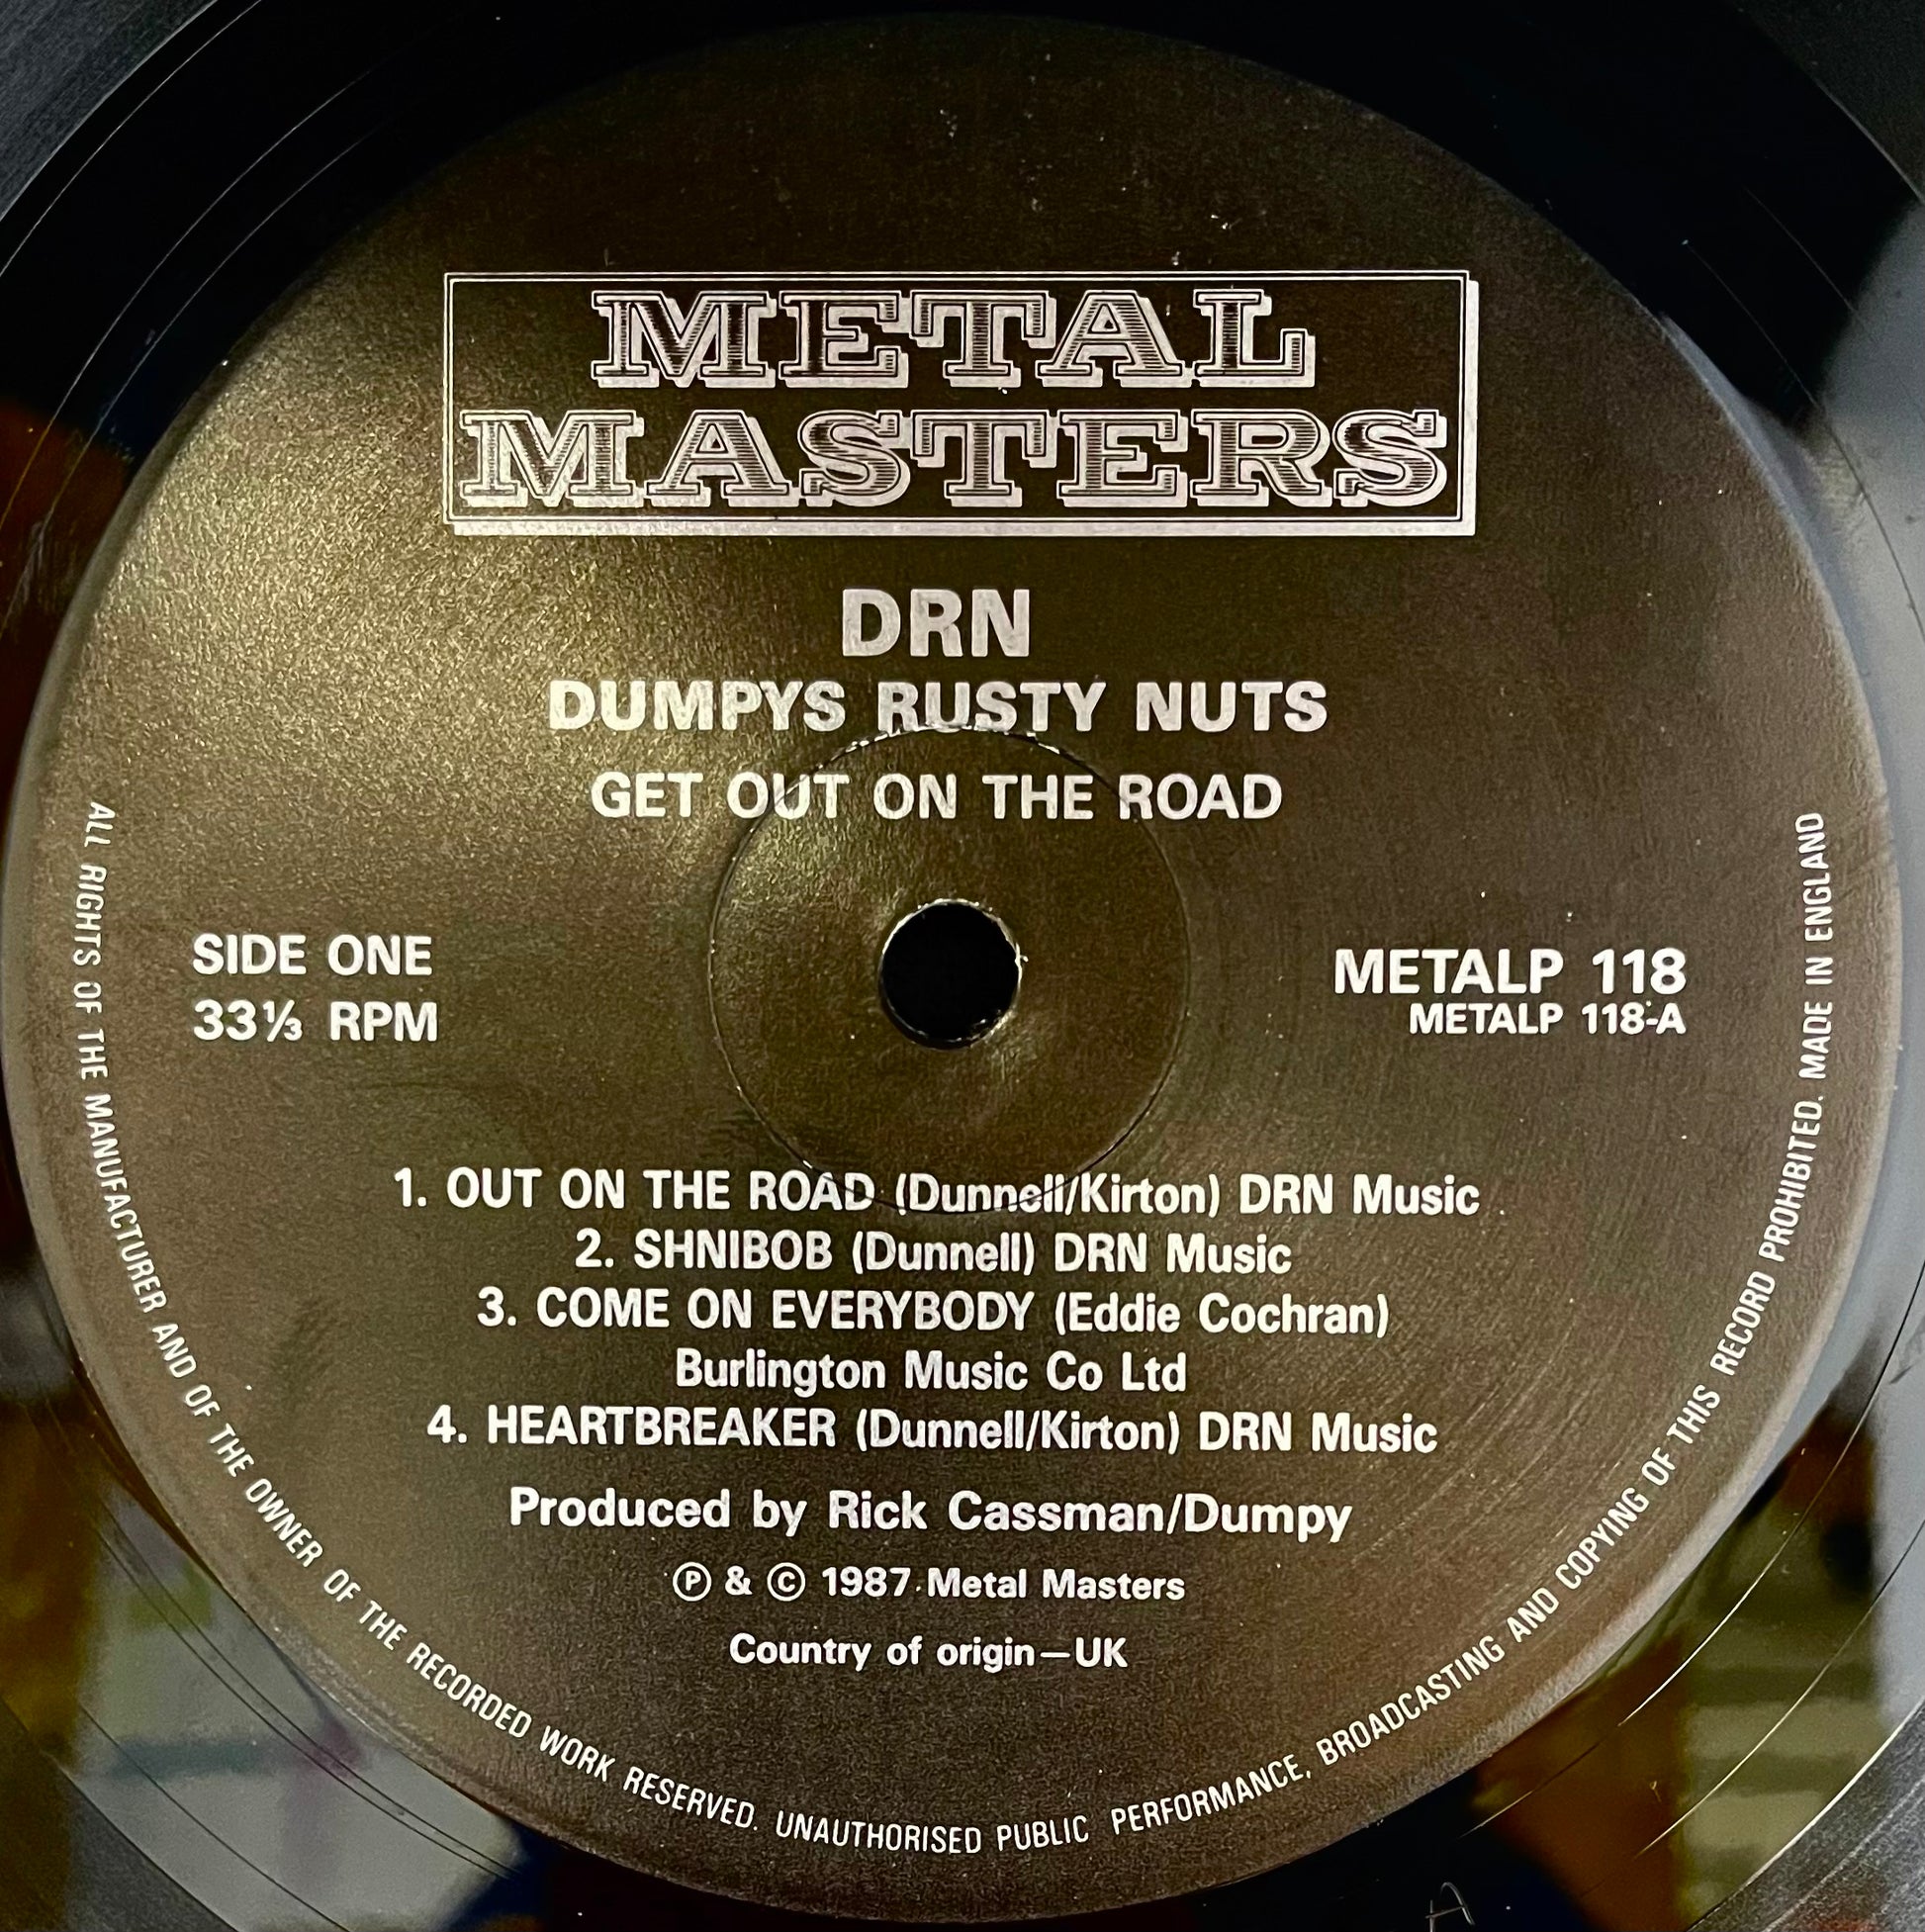 METAL
MASTERS
DRN
DUMPYS RUSTY NUTS
GET OUT ON THE ROAD
SIDE ONE
33⅓ RPM
METALP 118
METALP 118-A
1. OUT ON THE ROAD (Dunnell/Kirton) DRN Music
2. SHNIBOB (Dunnell) DRN Music
3. COME ON EVERYBODY (Eddie Cochran)
Burlington Music Co Ltd
4. HEARTBREAKER (Dunnell/Kirton) DRN Music
Produced by Rick Cassman/Dumpy
Ⓟ & © 1987 Metal Masters
Country of origin—UK
ALL RIGHTS OF THE MANUFACTURER AND OF THE OWNER OF THE RECORDED WORK RESERVED. UNAUTHORISED PUBLIC PERFORMANCE, BROADCASTING AND COPYING OF THIS RECORD PROHIBITED. MADE IN ENGLAND
A